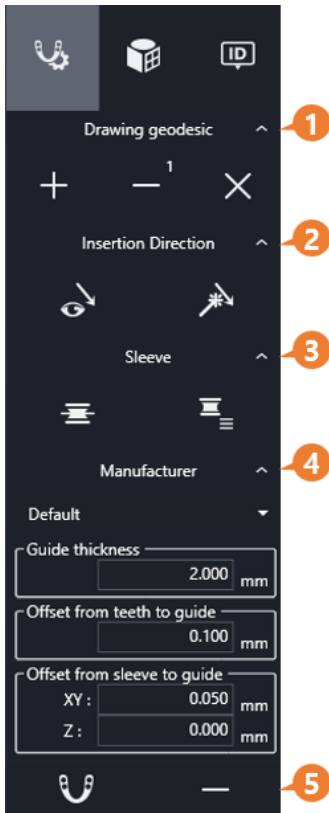 ID
Drawing geodesic
1
1
Insertion Direction
2
Sleeve
3
Manufacturer
4
Default
Guide thickness
2.000 mm
Offset from teeth to guide
0.100 mm
Offset from sleeve to guide
XY : 0.050 mm
Z : 0.000 mm
5